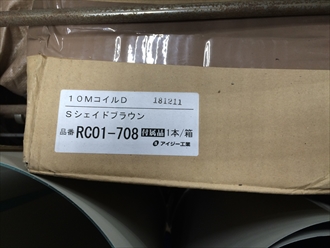 10MコイルD 181211
Sシェイドブラウン
品番 RC01-708 付属品 1本/箱
アイジー工業